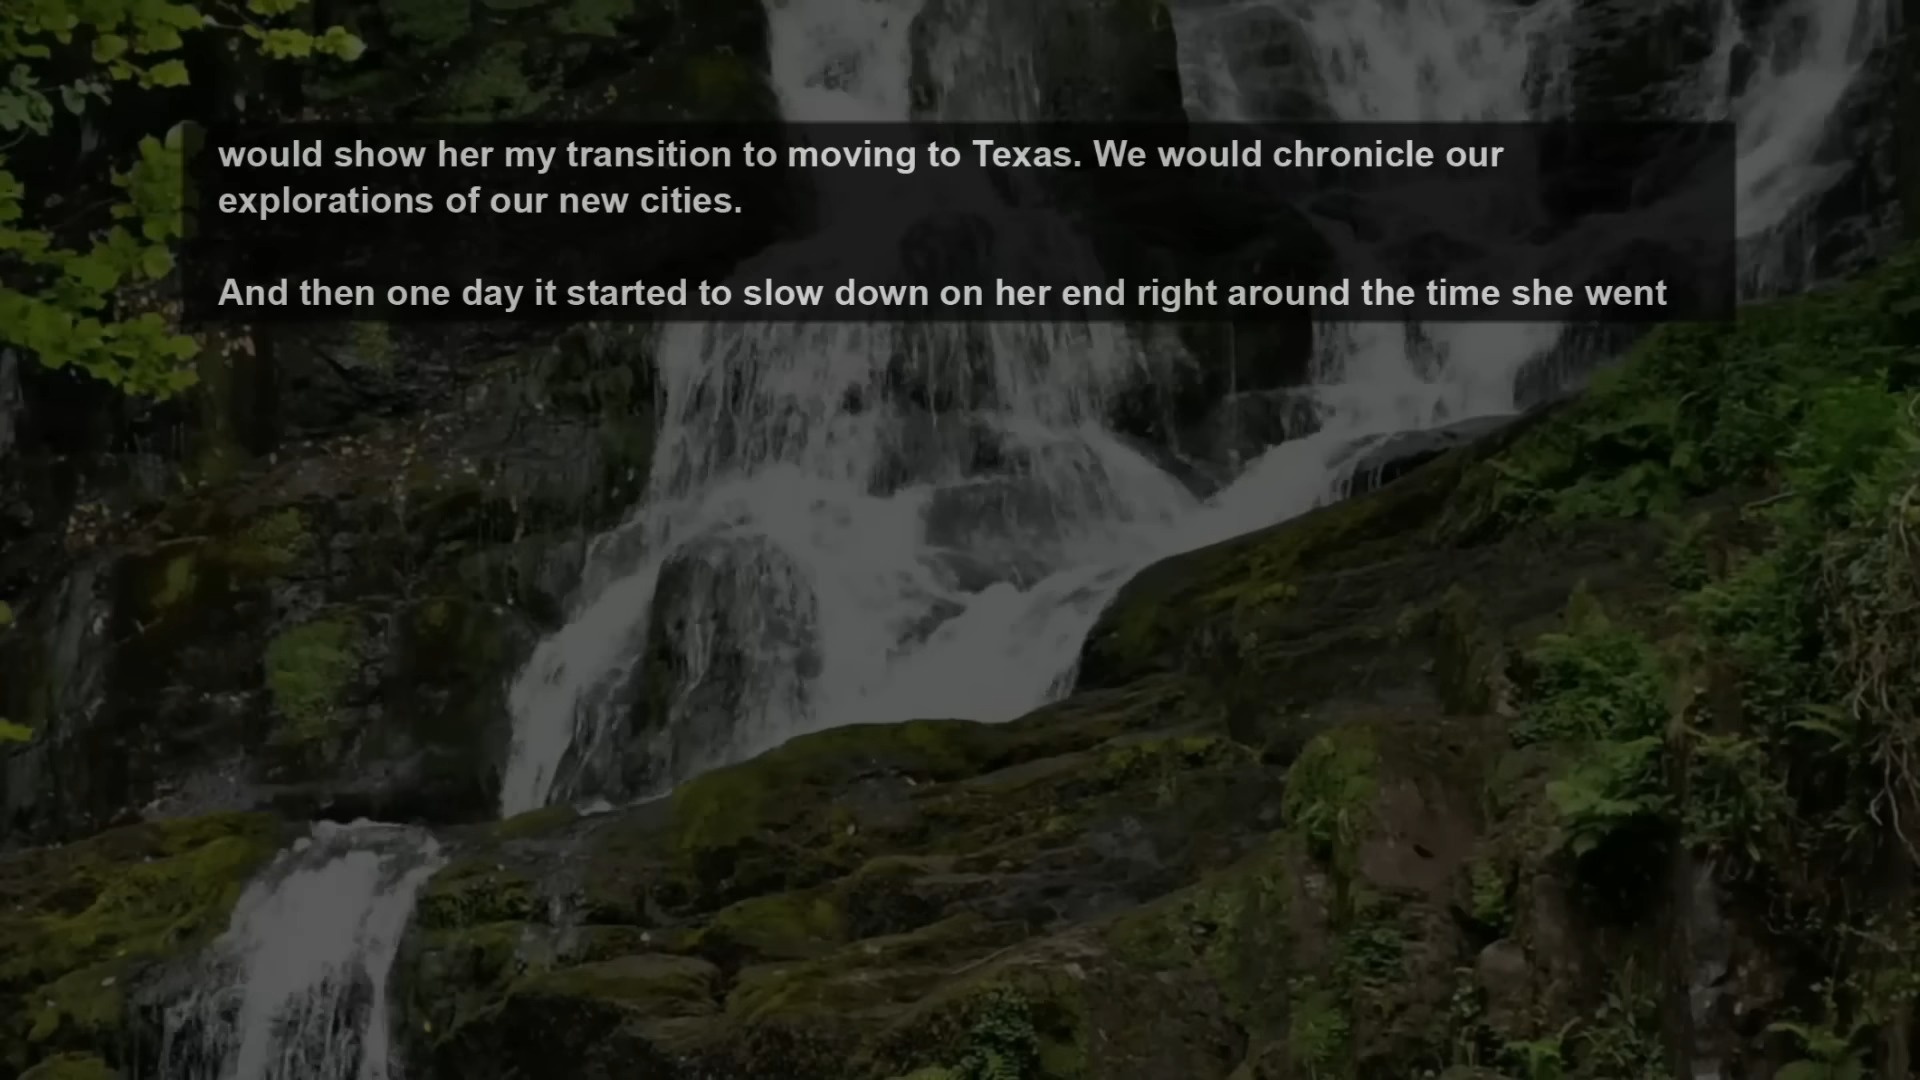 would show her my transition to moving to Texas. We would chronicle our
explorations of our new cities.
And then one day it started to slow down on her end right around the time she went